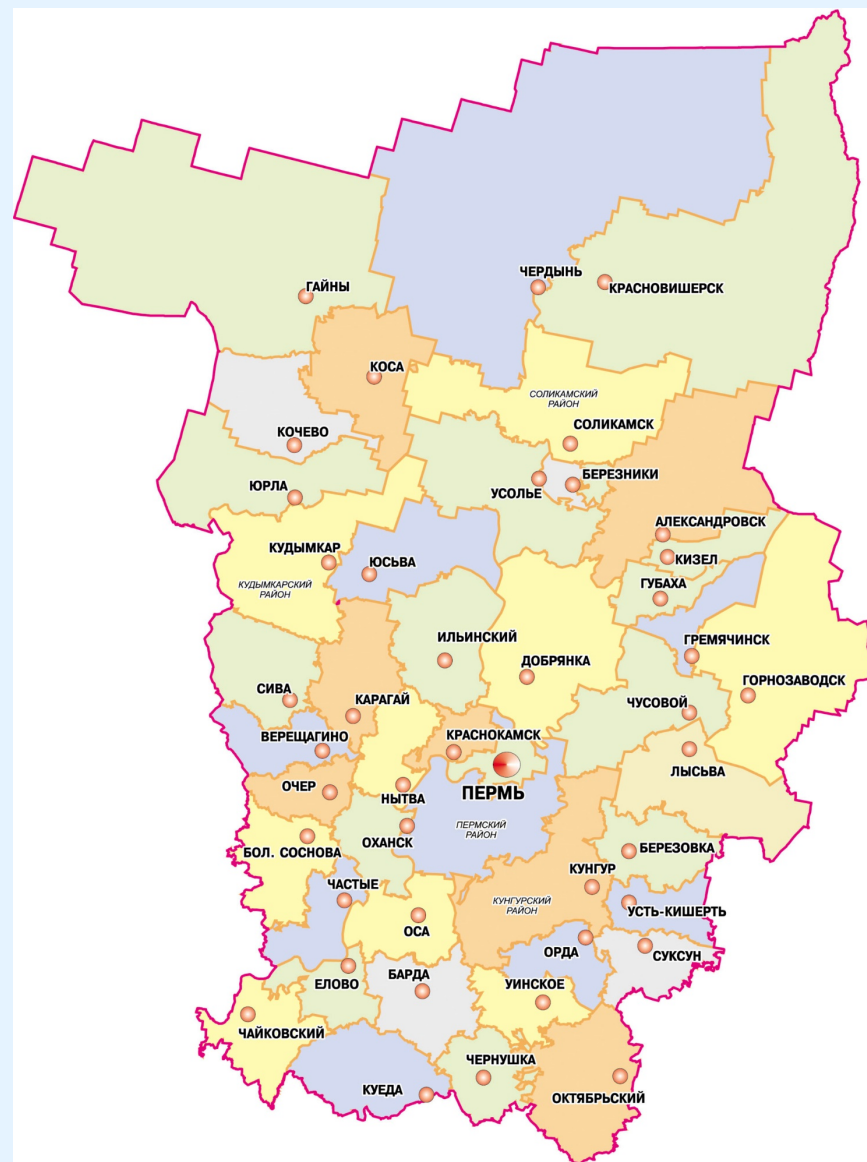 ЧЕРДЫНЬ
ГАЙНЫ
КРАСНОВИШЕРСК
КОСА
СОЛИКАМСКИЙ
РАЙОН
СОЛИКАМСК
КОЧЕВО
БЕРЕЗНИКИ
ЮРЛА
УСОЛЬЕ
АЛЕКСАНДРОВСК
КУДЫМКАР
КИЗЕЛ
ЮСЬВА
КУДЫМКАРСКИЙ
РАЙОН
ГУБАХА
ИЛЬИНСКИЙ
ГРЕМЯЧИНСК
ДОБРЯНКА
ГОРНОЗАВОДСК
СИВА
КАРАГАЙ
ЧУСОВОЙ
ВЕРЕЩАГИНО
КРАСНОКАМСК
ЛЫСЬВА
ОЧЕР
НЫТВА
ПЕРМЬ
ПЕРМСКИЙ
РАЙОН
ОХАНСК
БОЛ. СОСНОВА
БЕРЕЗОВКА
КУНГУР
ЧАСТЫЕ
КУНГУРСКИЙ
РАЙОН
УСТЬ-КИШЕРТЬ
ОСА
ОРДА
СУКСУН
ЕЛОВО
БАРДА
УИНСКОЕ
ЧАЙКОВСКИЙ
ЧЕРНУШКА
КУЕДА
ОКТЯБРЬСКИЙ